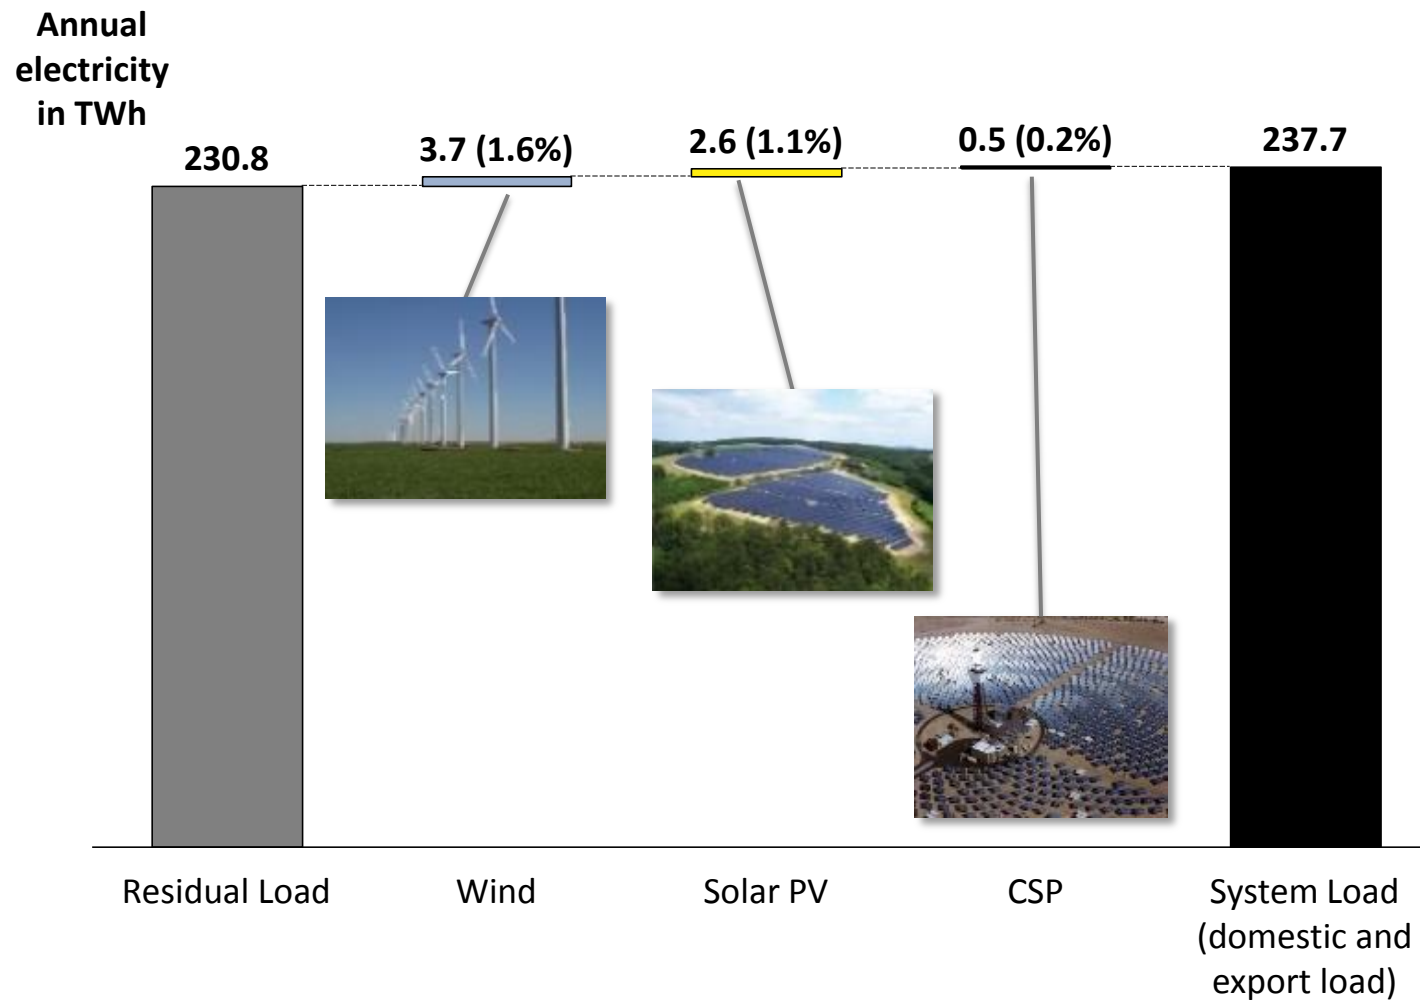 Annual
electricity
in TWh
230.8
3.7 (1.6%)
2.6 (1.1%)
0.5 (0.2%)
237.7
Residual Load
Wind
Solar PV
CSP
System Load
(domestic and
export load)